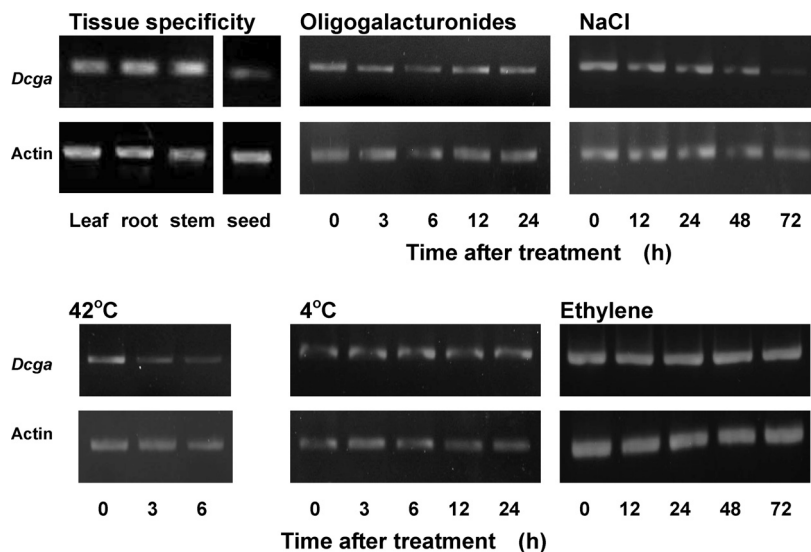 Tissue specificity Oligogalacturonides NaCl
Dcga
Actin
Leaf root stem seed 0 3 6 12 24 0 12 24 48 72
Time after treatment (h)
42°C 4°C Ethylene
Dcga
Actin
0 3 6 0 3 6 12 24 0 12 24 48 72
Time after treatment (h)